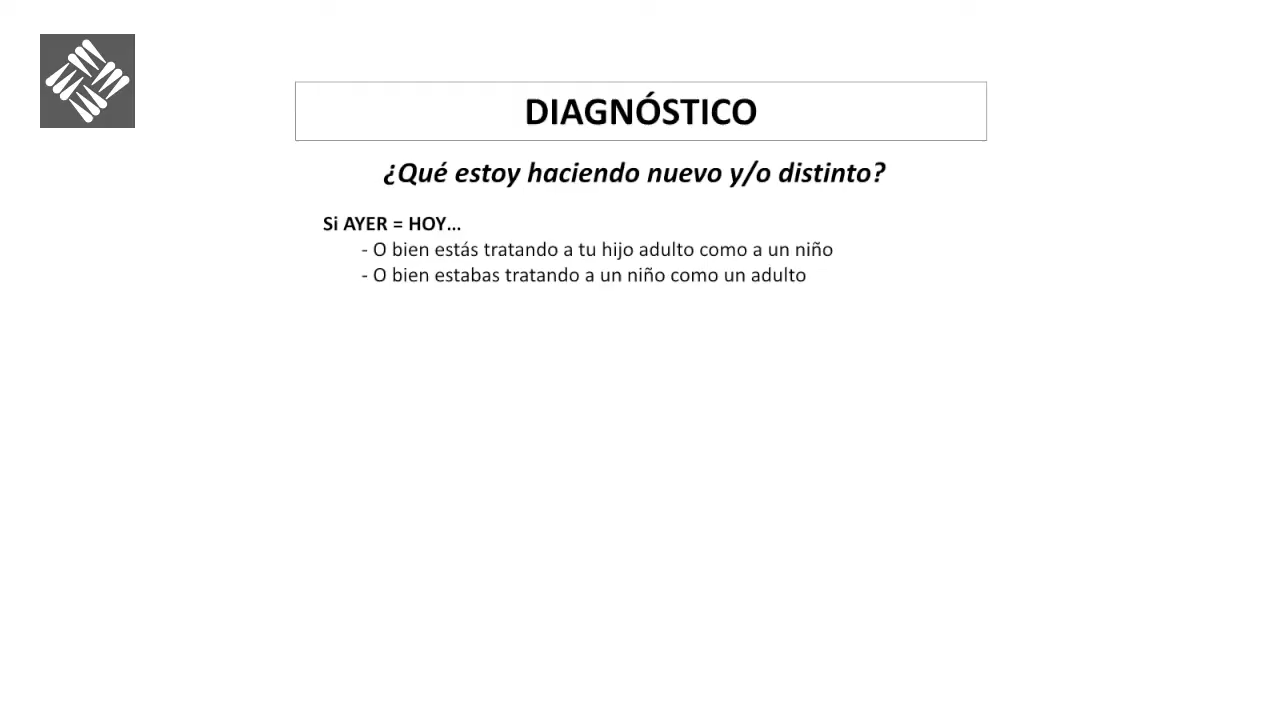 DIAGNÓSTICO
¿Qué estoy haciendo nuevo y/o distinto?
Si AYER = HOY...
- O bien estás tratando a tu hijo adulto como a un niño
- O bien estabas tratando a un niño como un adulto